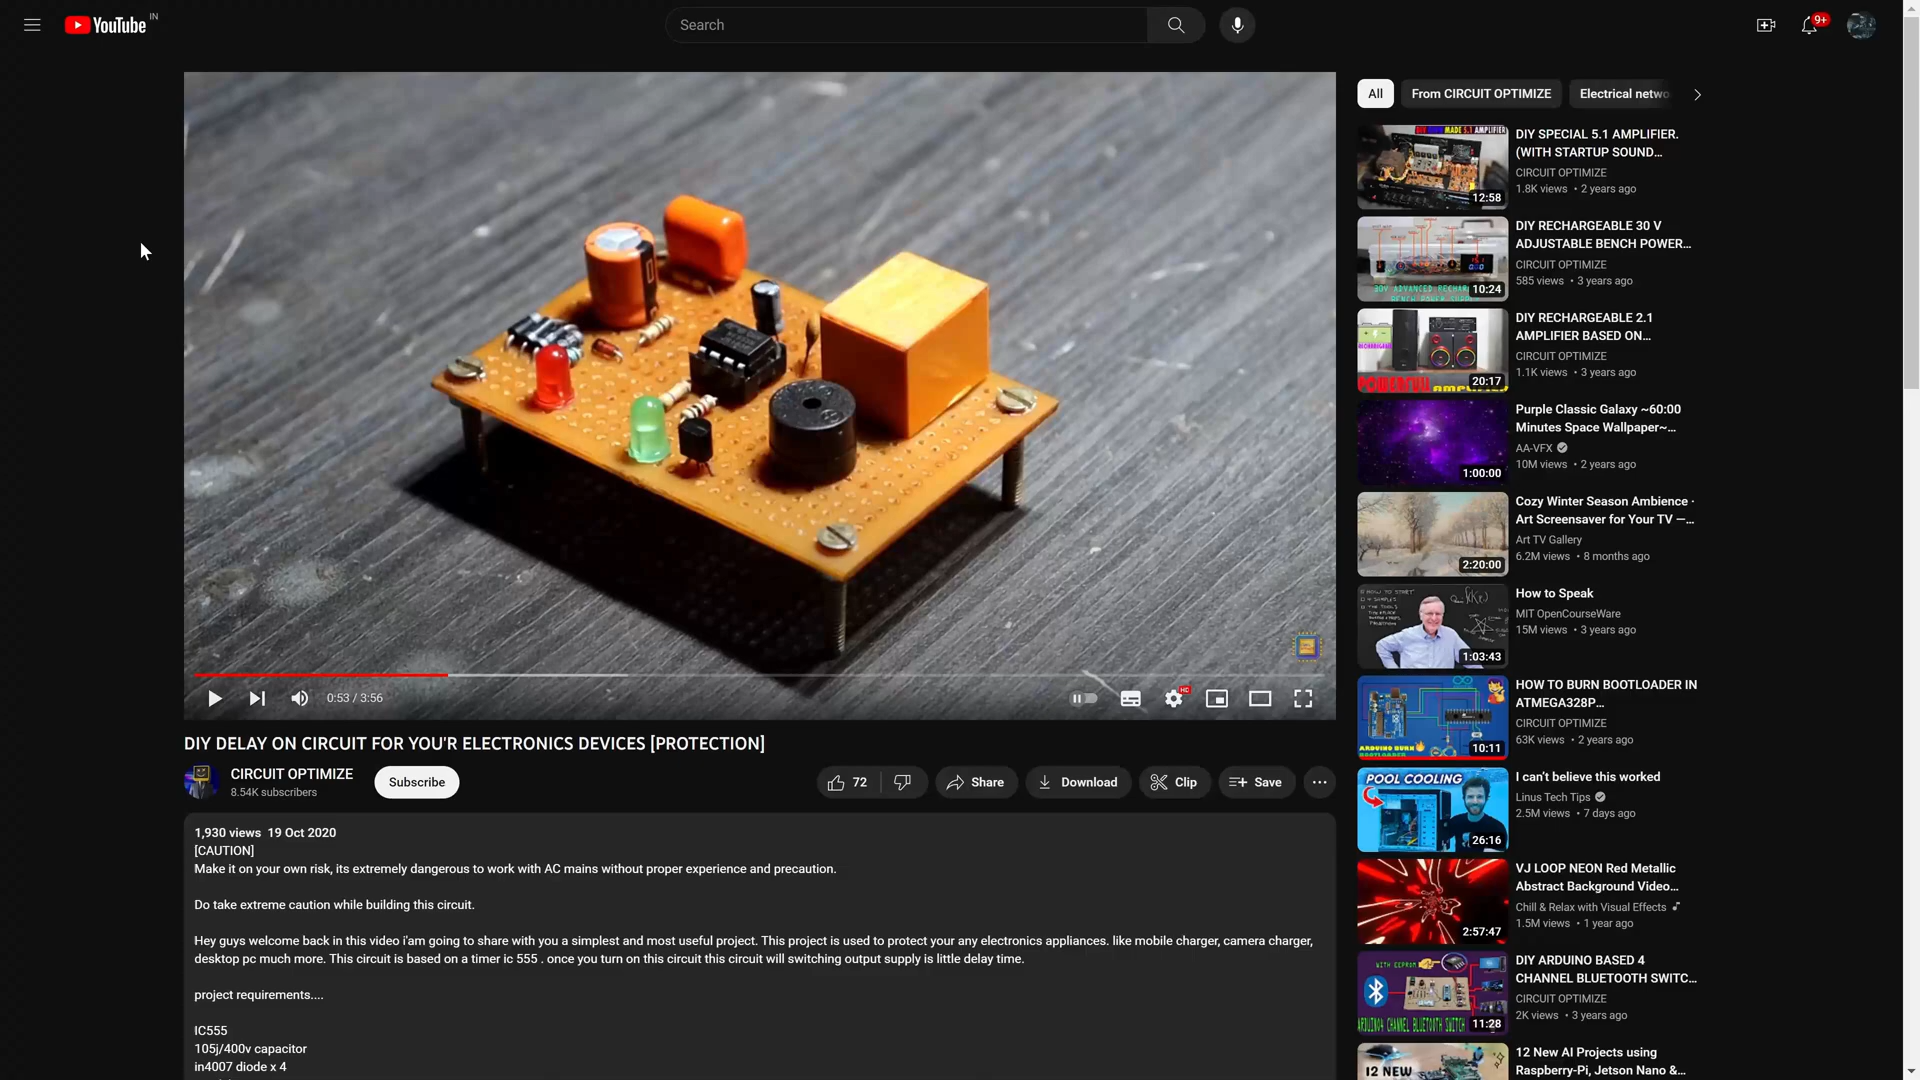 YouTube IN
Search
9+
0:53 / 3:56
HD
DIY DELAY ON CIRCUIT FOR YOU'R ELECTRONICS DEVICES [PROTECTION]
CIRCUIT OPTIMIZE
8.54K subscribers
Subscribe
72
Share
Download
Clip
Save
1,930 views 19 Oct 2020
[CAUTION]
Make it on your own risk, its extremely dangerous to work with AC mains without proper experience and precaution.
Do take extreme caution while building this circuit.
Hey guys welcome back in this video i'am going to share with you a simplest and most useful project. This project is used to protect your any electronics appliances. like mobile charger, camera charger,
desktop pc much more. This circuit is based on a timer ic 555 . once you turn on this circuit this circuit will switching output supply is little delay time.
project requirements....
IC555
105j/400v capacitor
in4007 diode x 4
All
From CIRCUIT OPTIMIZE
Electrical netwo
MADE 5.1 AMPLIFIER
12:58
DIY SPECIAL 5.1 AMPLIFIER.
(WITH STARTUP SOUND...
CIRCUIT OPTIMIZE
1.8K views • 2 years ago
10:24
DIY RECHARGEABLE 30 V
ADJUSTABLE BENCH POWER...
CIRCUIT OPTIMIZE
585 views • 3 years ago
20:17
DIY RECHARGEABLE 2.1
AMPLIFIER BASED ON...
CIRCUIT OPTIMIZE
1.1K views • 3 years ago
1:00:00
Purple Classic Galaxy ~60:00
Minutes Space Wallpaper~...
AA-VFX
10M views • 2 years ago
2:20:00
Cozy Winter Season Ambience ·
Art Screensaver for Your TV —...
Art TV Gallery
6.2M views • 8 months ago
1:03:43
How to Speak
MIT OpenCourseWare
15M views • 3 years ago
ARDUINO BURN
BOOTLOADER
10:11
HOW TO BURN BOOTLOADER IN
ATMEGA328P...
CIRCUIT OPTIMIZE
63K views • 2 years ago
POOL COOLING
26:16
I can't believe this worked
Linus Tech Tips
2.5M views • 7 days ago
2:57:47
VJ LOOP NEON Red Metallic
Abstract Background Video...
Chill & Relax with Visual Effects
1.5M views • 1 year ago
WITH EEPROM
ARDUINO4 CHANNEL BLUETOOTH SWITCH
11:28
DIY ARDUINO BASED 4
CHANNEL BLUETOOTH SWITC...
CIRCUIT OPTIMIZE
2K views • 3 years ago
12 NEW
12 New AI Projects using
Raspberry-Pi, Jetson Nano &...